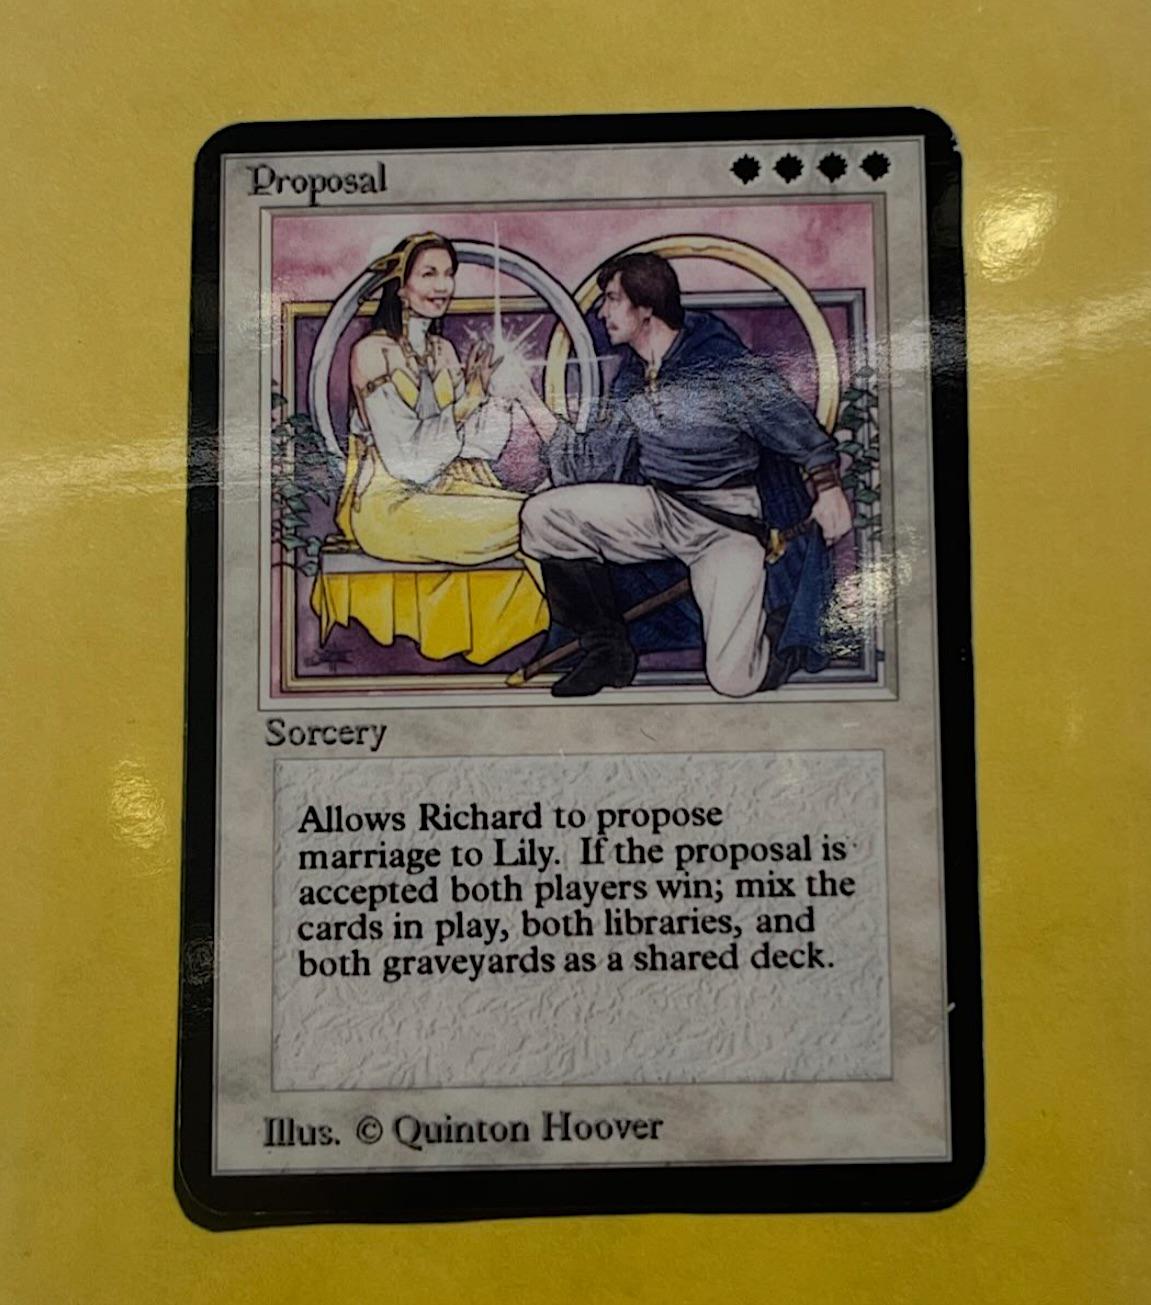 Proposal
Sorcery
Allows Richard to propose
marriage to Lily. If the proposal is
accepted both players win; mix the
cards in play, both libraries, and
both graveyards as a shared deck.
Illus. © Quinton Hoover